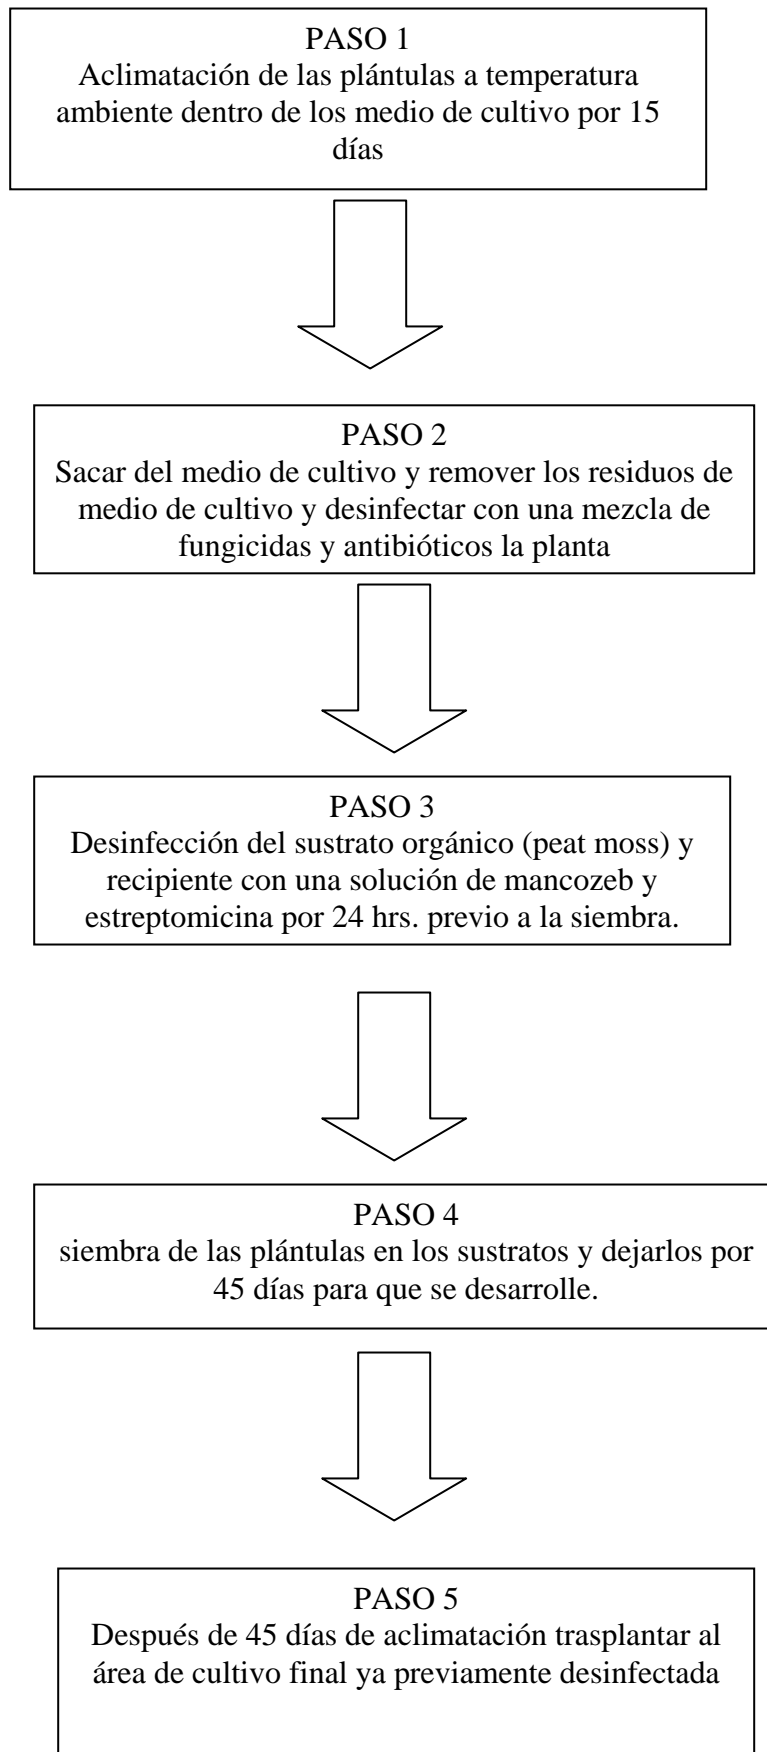 PASO 1
Aclimatación de las plántulas a temperatura
ambiente dentro de los medio de cultivo por 15
días
PASO 2
Sacar del medio de cultivo y remover los residuos de
medio de cultivo y desinfectar con una mezcla de
fungicidas y antibióticos la planta
PASO 3
Desinfección del sustrato orgánico (peat moss) y
recipiente con una solución de mancozeb y
estreptomicina por 24 hrs. previo a la siembra.
PASO 4
siembra de las plántulas en los sustratos y dejarlos por
45 días para que se desarrolle.
PASO 5
Después de 45 días de aclimatación trasplantar al
área de cultivo final ya previamente desinfectada